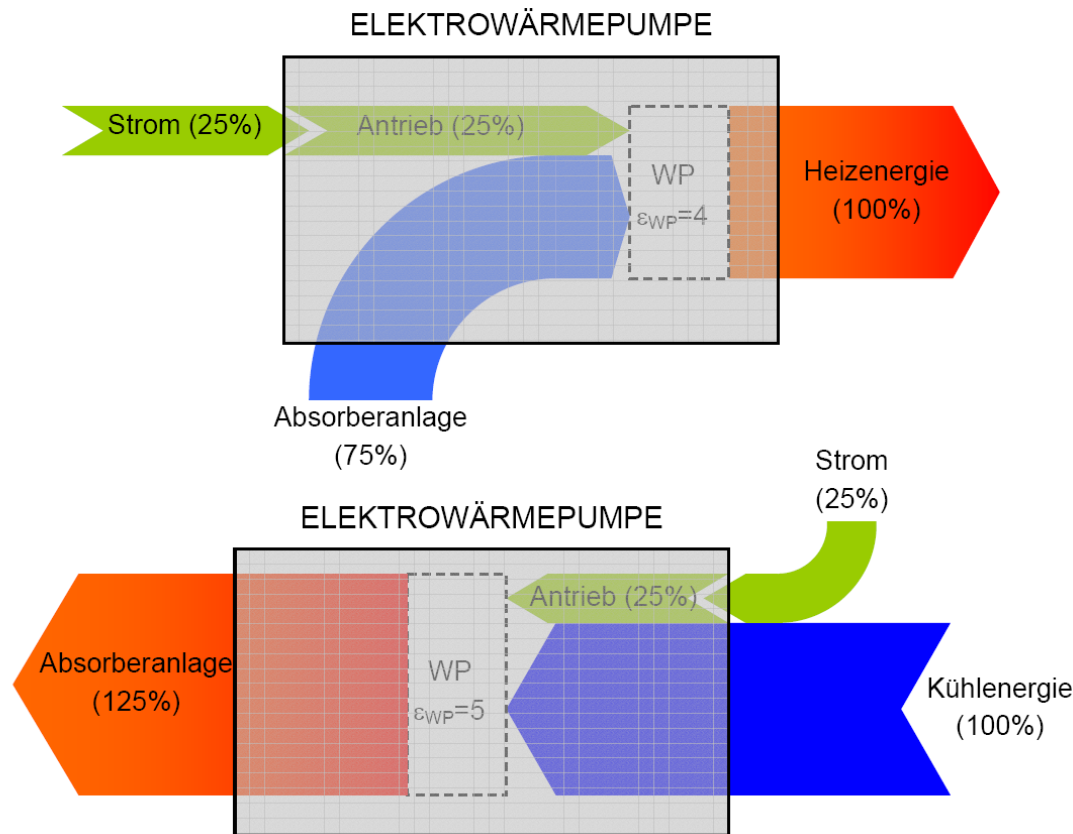 ELEKTROWÄRMEPUMPE
Strom (25%)
Antrieb (25%)
WP
εWP=4
Heizenergie
(100%)
Absorberanlage
(75%)
Strom
(25%)
ELEKTROWÄRMEPUMPE
Absorberanlage
(125%)
WP
εWP=5
Antrieb (25%)
Kühlenergie
(100%)